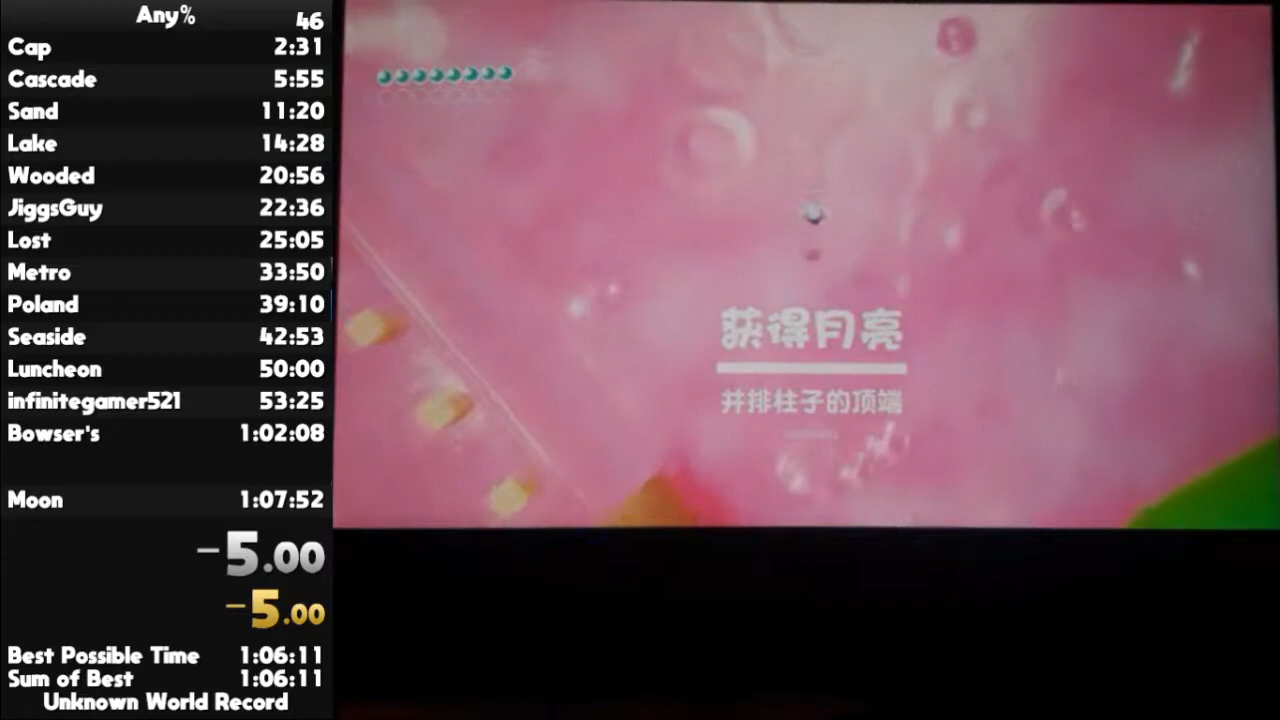 Any%
46
Cap 2:31
Cascade 5:55
Sand 11:20
Lake 14:28
Wooded 20:56
JiggsGuy 22:36
Lost 25:05
Metro 33:50
Poland 39:10
Seaside 42:53
Luncheon 50:00
infinitegamer521 53:25
Bowser's 1:02:08
Moon 1:07:52
-5.00
-5.00
Best Possible Time 1:06:11
Sum of Best 1:06:11
Unknown World Record
获得月亮
并排柱子的顶端